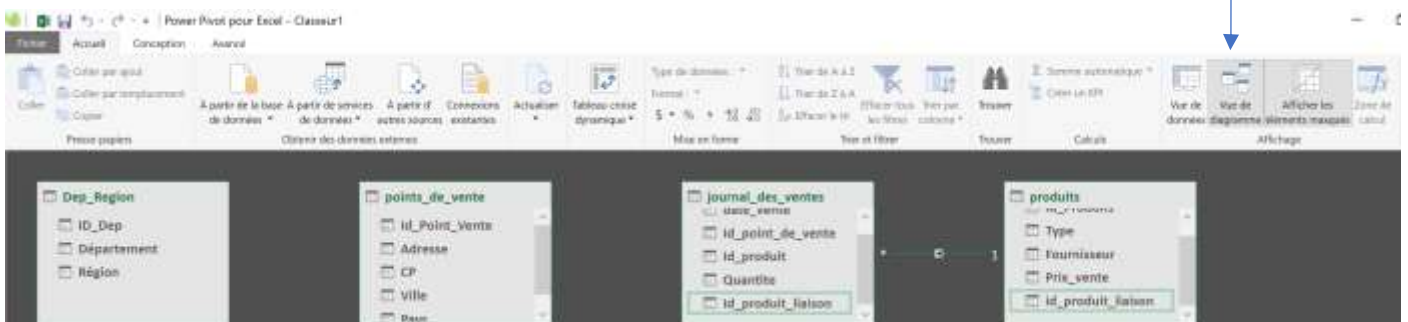 Power Pivot pour Excel - Classeur1
Fichier Accueil Conception Avancé
Coller
Coller par ajout
Coller par remplacement
Copier
Presse papiers
À partir de la base de données
À partir de services de données
À partir d'autres sources
Connexions existantes
Obtenir des données externes
Actualiser
Tableau croisé dynamique
Type de données :
Format :
$ % ,
Mise en forme
Trier de A à Z
Trier de Z à A
Effacer le tri
Effacer tous les filtres
Trier par colonne
Trier et filtrer
Trouver
Trouver
Somme automatique
Créer un KPI
Calculs
Vue de données
Vue de diagramme
Afficher les éléments masqués
Zone de calcul
Affichage
Dep_Region
ID_Dep
Département
Région
points_de_vente
Id_Point_Vente
Adresse
CP
Ville
Pays
journal_des_ventes
date_vente
id_point_de_vente
id_produit
Quantite
id_produit_liaison
* 1
produits
Type
Fournisseur
Prix_vente
id_produit_liaison